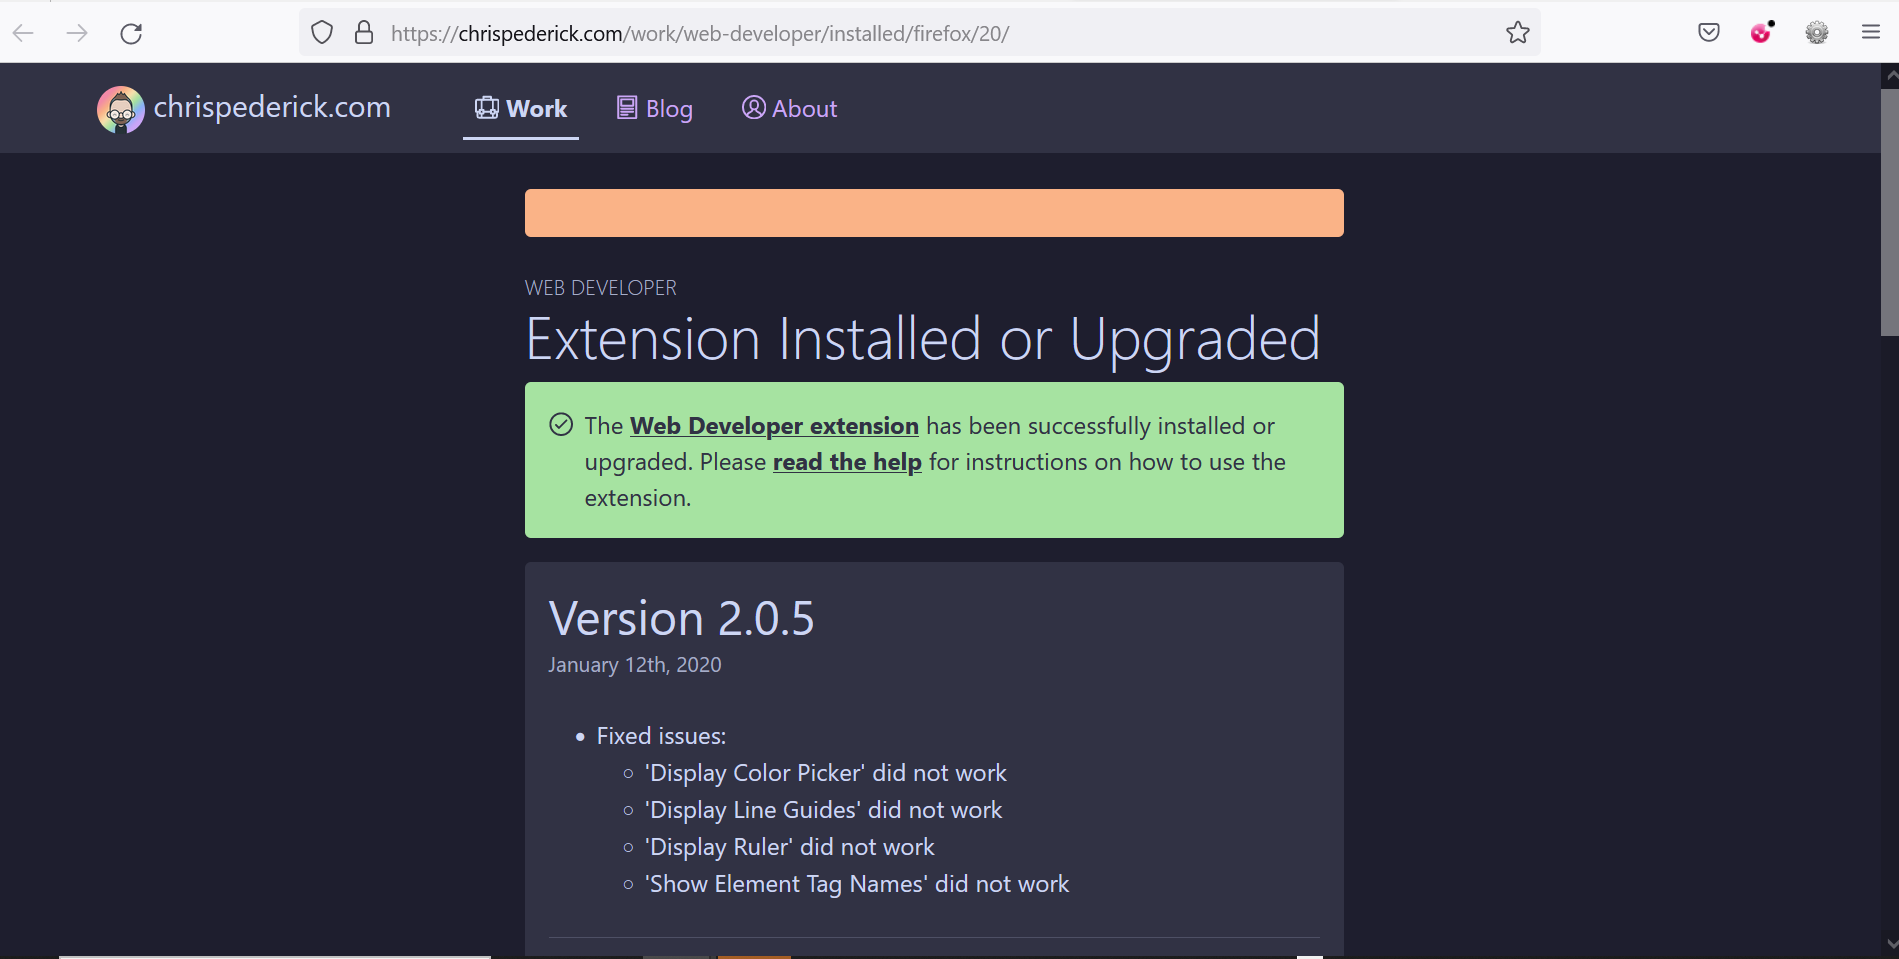 https://chrispederick.com/work/web-developer/installed/firefox/20/
chrispederick.com
Work
Blog
About
WEB DEVELOPER
Extension Installed or Upgraded
The Web Developer extension has been successfully installed or
upgraded. Please read the help for instructions on how to use the
extension.
Version 2.0.5
January 12th, 2020
Fixed issues:
'Display Color Picker' did not work
'Display Line Guides' did not work
'Display Ruler' did not work
'Show Element Tag Names' did not work